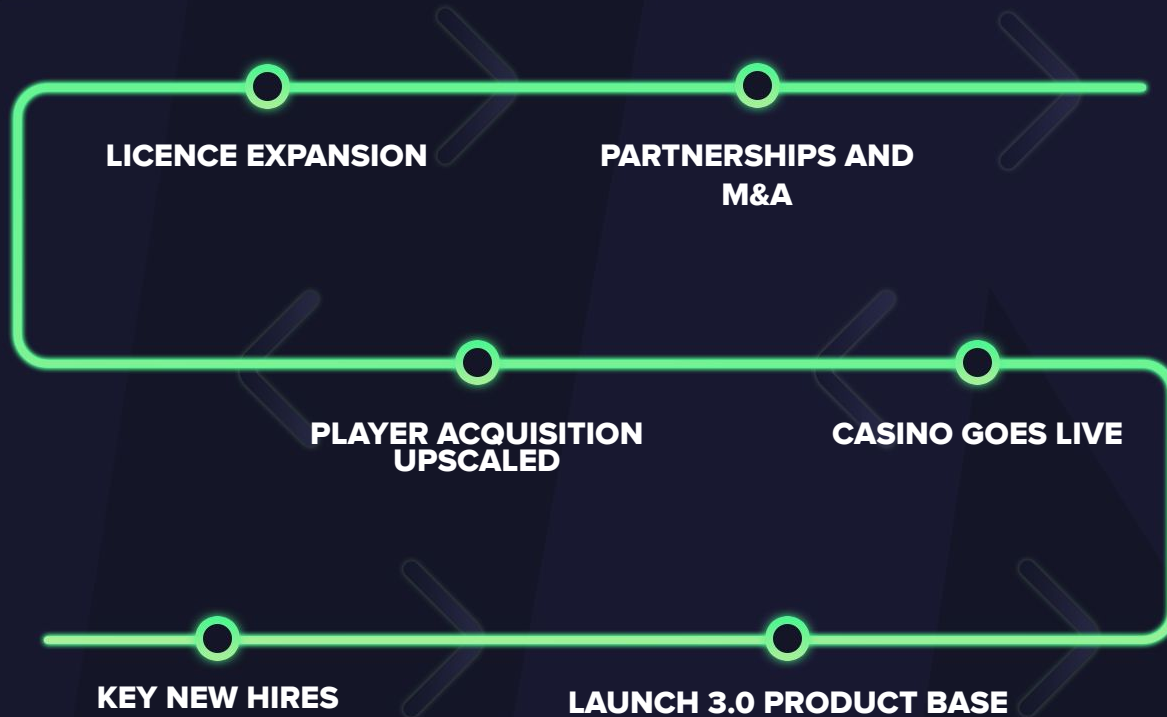 LICENCE EXPANSION
PARTNERSHIPS AND
M&A
PLAYER ACQUISITION
UPSCALED
CASINO GOES LIVE
KEY NEW HIRES
LAUNCH 3.0 PRODUCT BASE